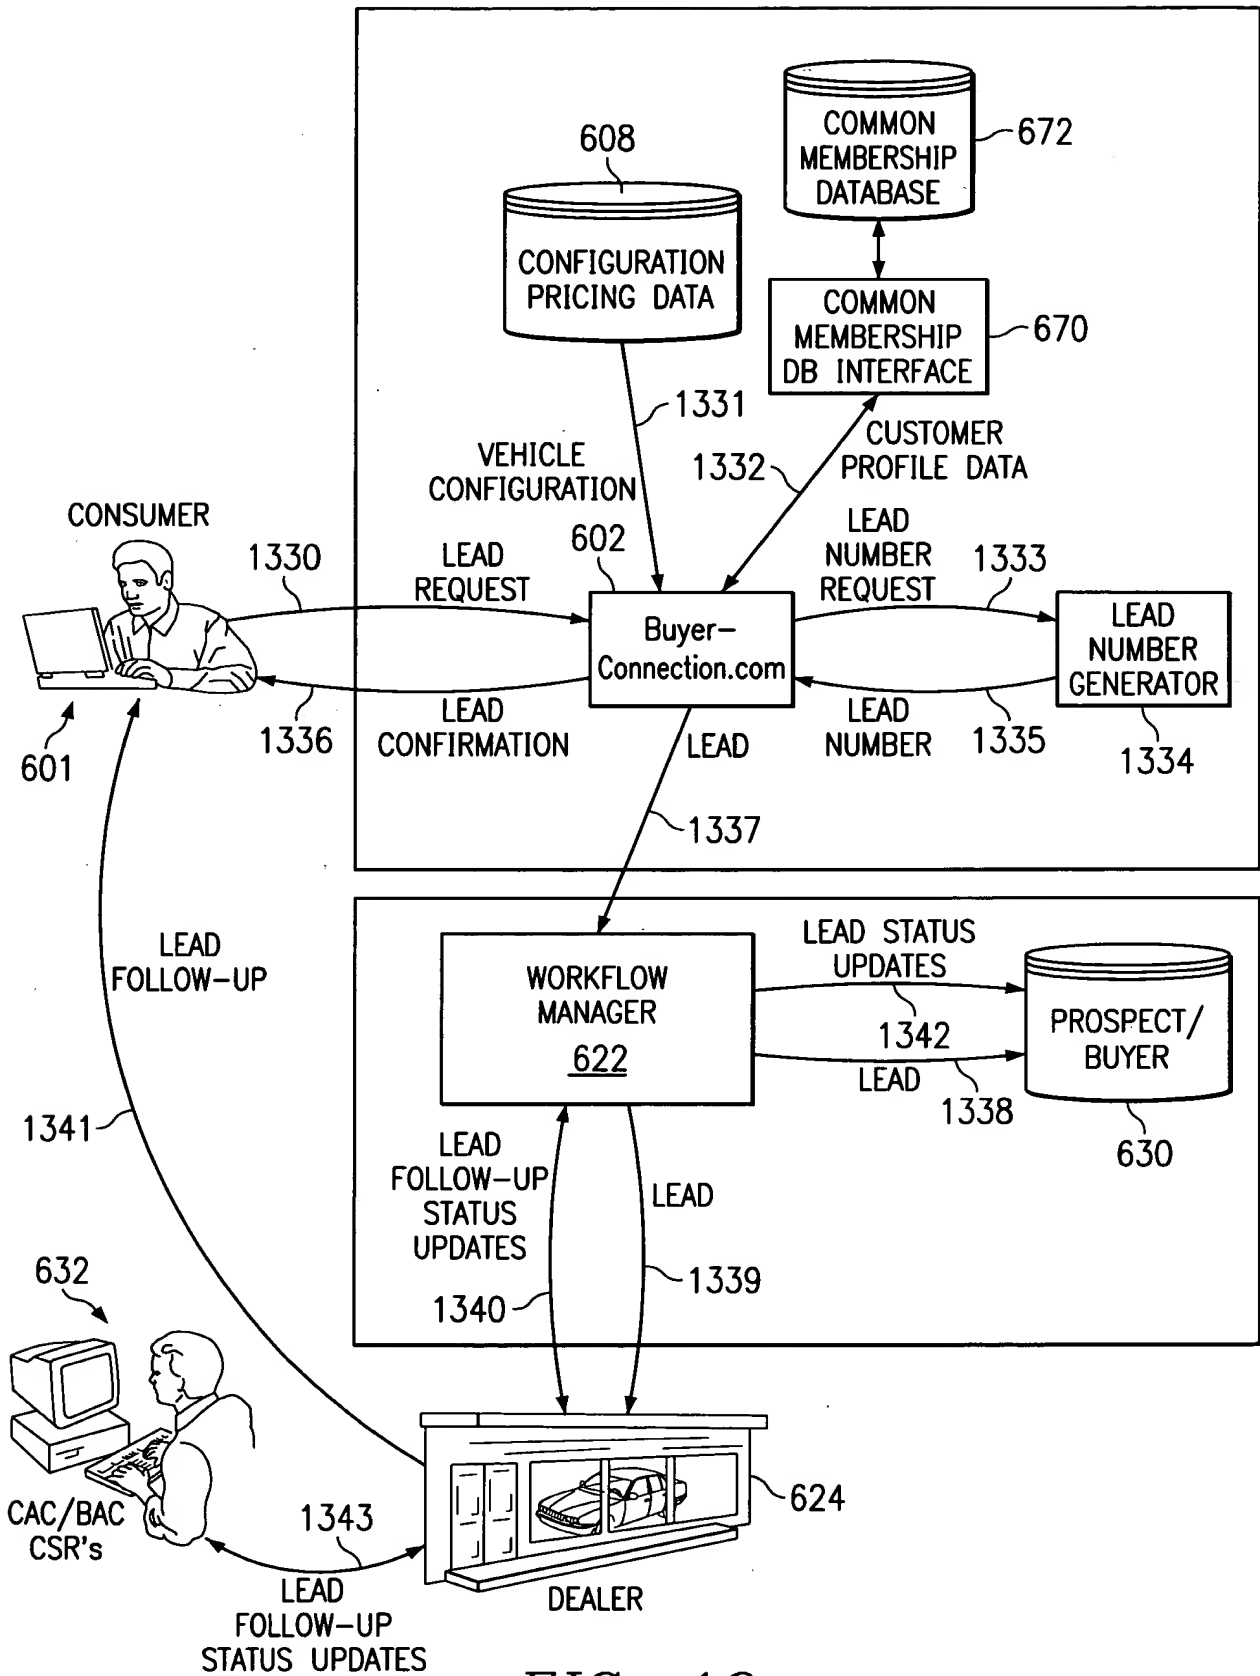 COMMON
MEMBERSHIP
DATABASE
672
608
CONFIGURATION
PRICING DATA
COMMON
MEMBERSHIP
DB INTERFACE
670
1331
CUSTOMER
PROFILE DATA
1332
VEHICLE
CONFIGURATION
CONSUMER
1330
LEAD
REQUEST
602
LEAD
NUMBER
REQUEST
1333
Buyer-
Connection.com
LEAD
NUMBER
GENERATOR
601
1336
LEAD
CONFIRMATION
LEAD
LEAD
NUMBER
1335
1334
1337
LEAD
FOLLOW-UP
WORKFLOW
MANAGER
622
LEAD STATUS
UPDATES
1342
LEAD
1338
PROSPECT/
BUYER
630
1341
LEAD
FOLLOW-UP
STATUS
UPDATES
LEAD
1340
1339
632
CAC/BAC
CSR's
1343
624
DEALER
LEAD
FOLLOW-UP
STATUS UPDATES